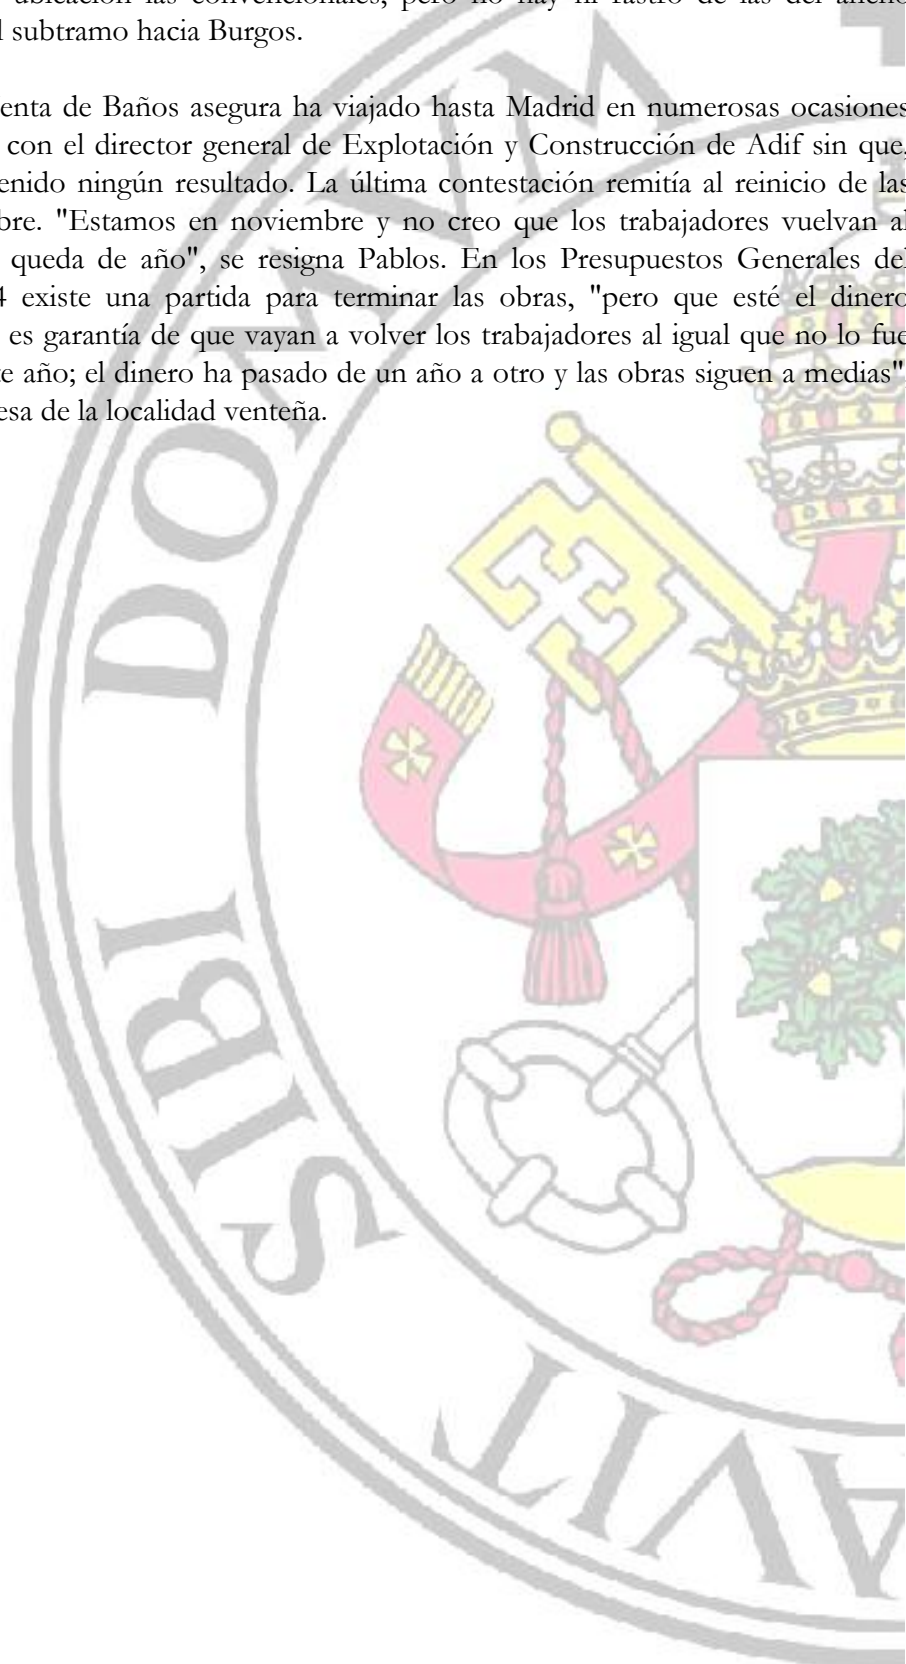 ubicación las convencionales, pero no hay ni rastro de las del ancho
l subtramo hacia Burgos.
enta de Baños asegura ha viajado hasta Madrid en numerosas ocasiones
con el director general de Explotación y Construcción de Adif sin que,
enido ningún resultado. La última contestación remitía al reinicio de las
bre. "Estamos en noviembre y no creo que los trabajadores vuelvan al
queda de año", se resigna Pablos. En los Presupuestos Generales del
4 existe una partida para terminar las obras, "pero que esté el dinero
es garantía de que vayan a volver los trabajadores al igual que no lo fue
te año; el dinero ha pasado de un año a otro y las obras siguen a medias"
esa de la localidad venteña.
DOMVM
SIBI
AVIT